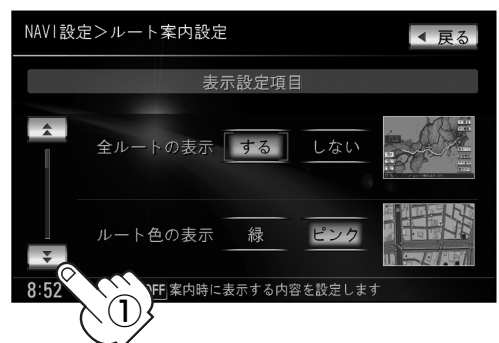 NAVI設定>ルート案内設定
戻る
表示設定項目
全ルートの表示 する しない
ルート色の表示 緑 ピンク
8:52 OFF 案内時に表示する内容を設定します
①